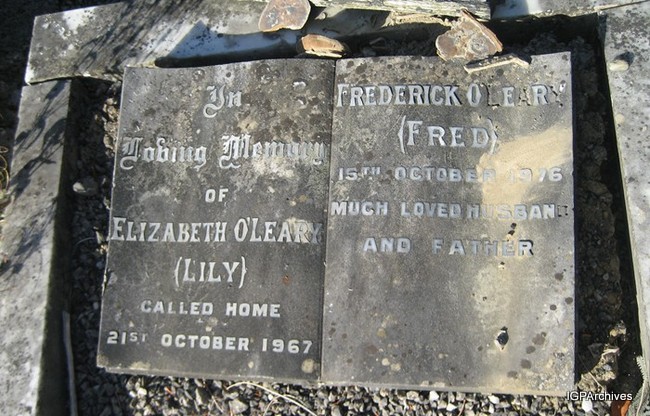 In
Loving Memory
OF
ELIZABETH O'LEARY
(LILY)
CALLED HOME
21ST OCTOBER 1967
FREDERICK O'LEARY
(FRED)
15TH OCTOBER 1976
MUCH LOVED HUSBAND
AND FATHER
IGPArchives